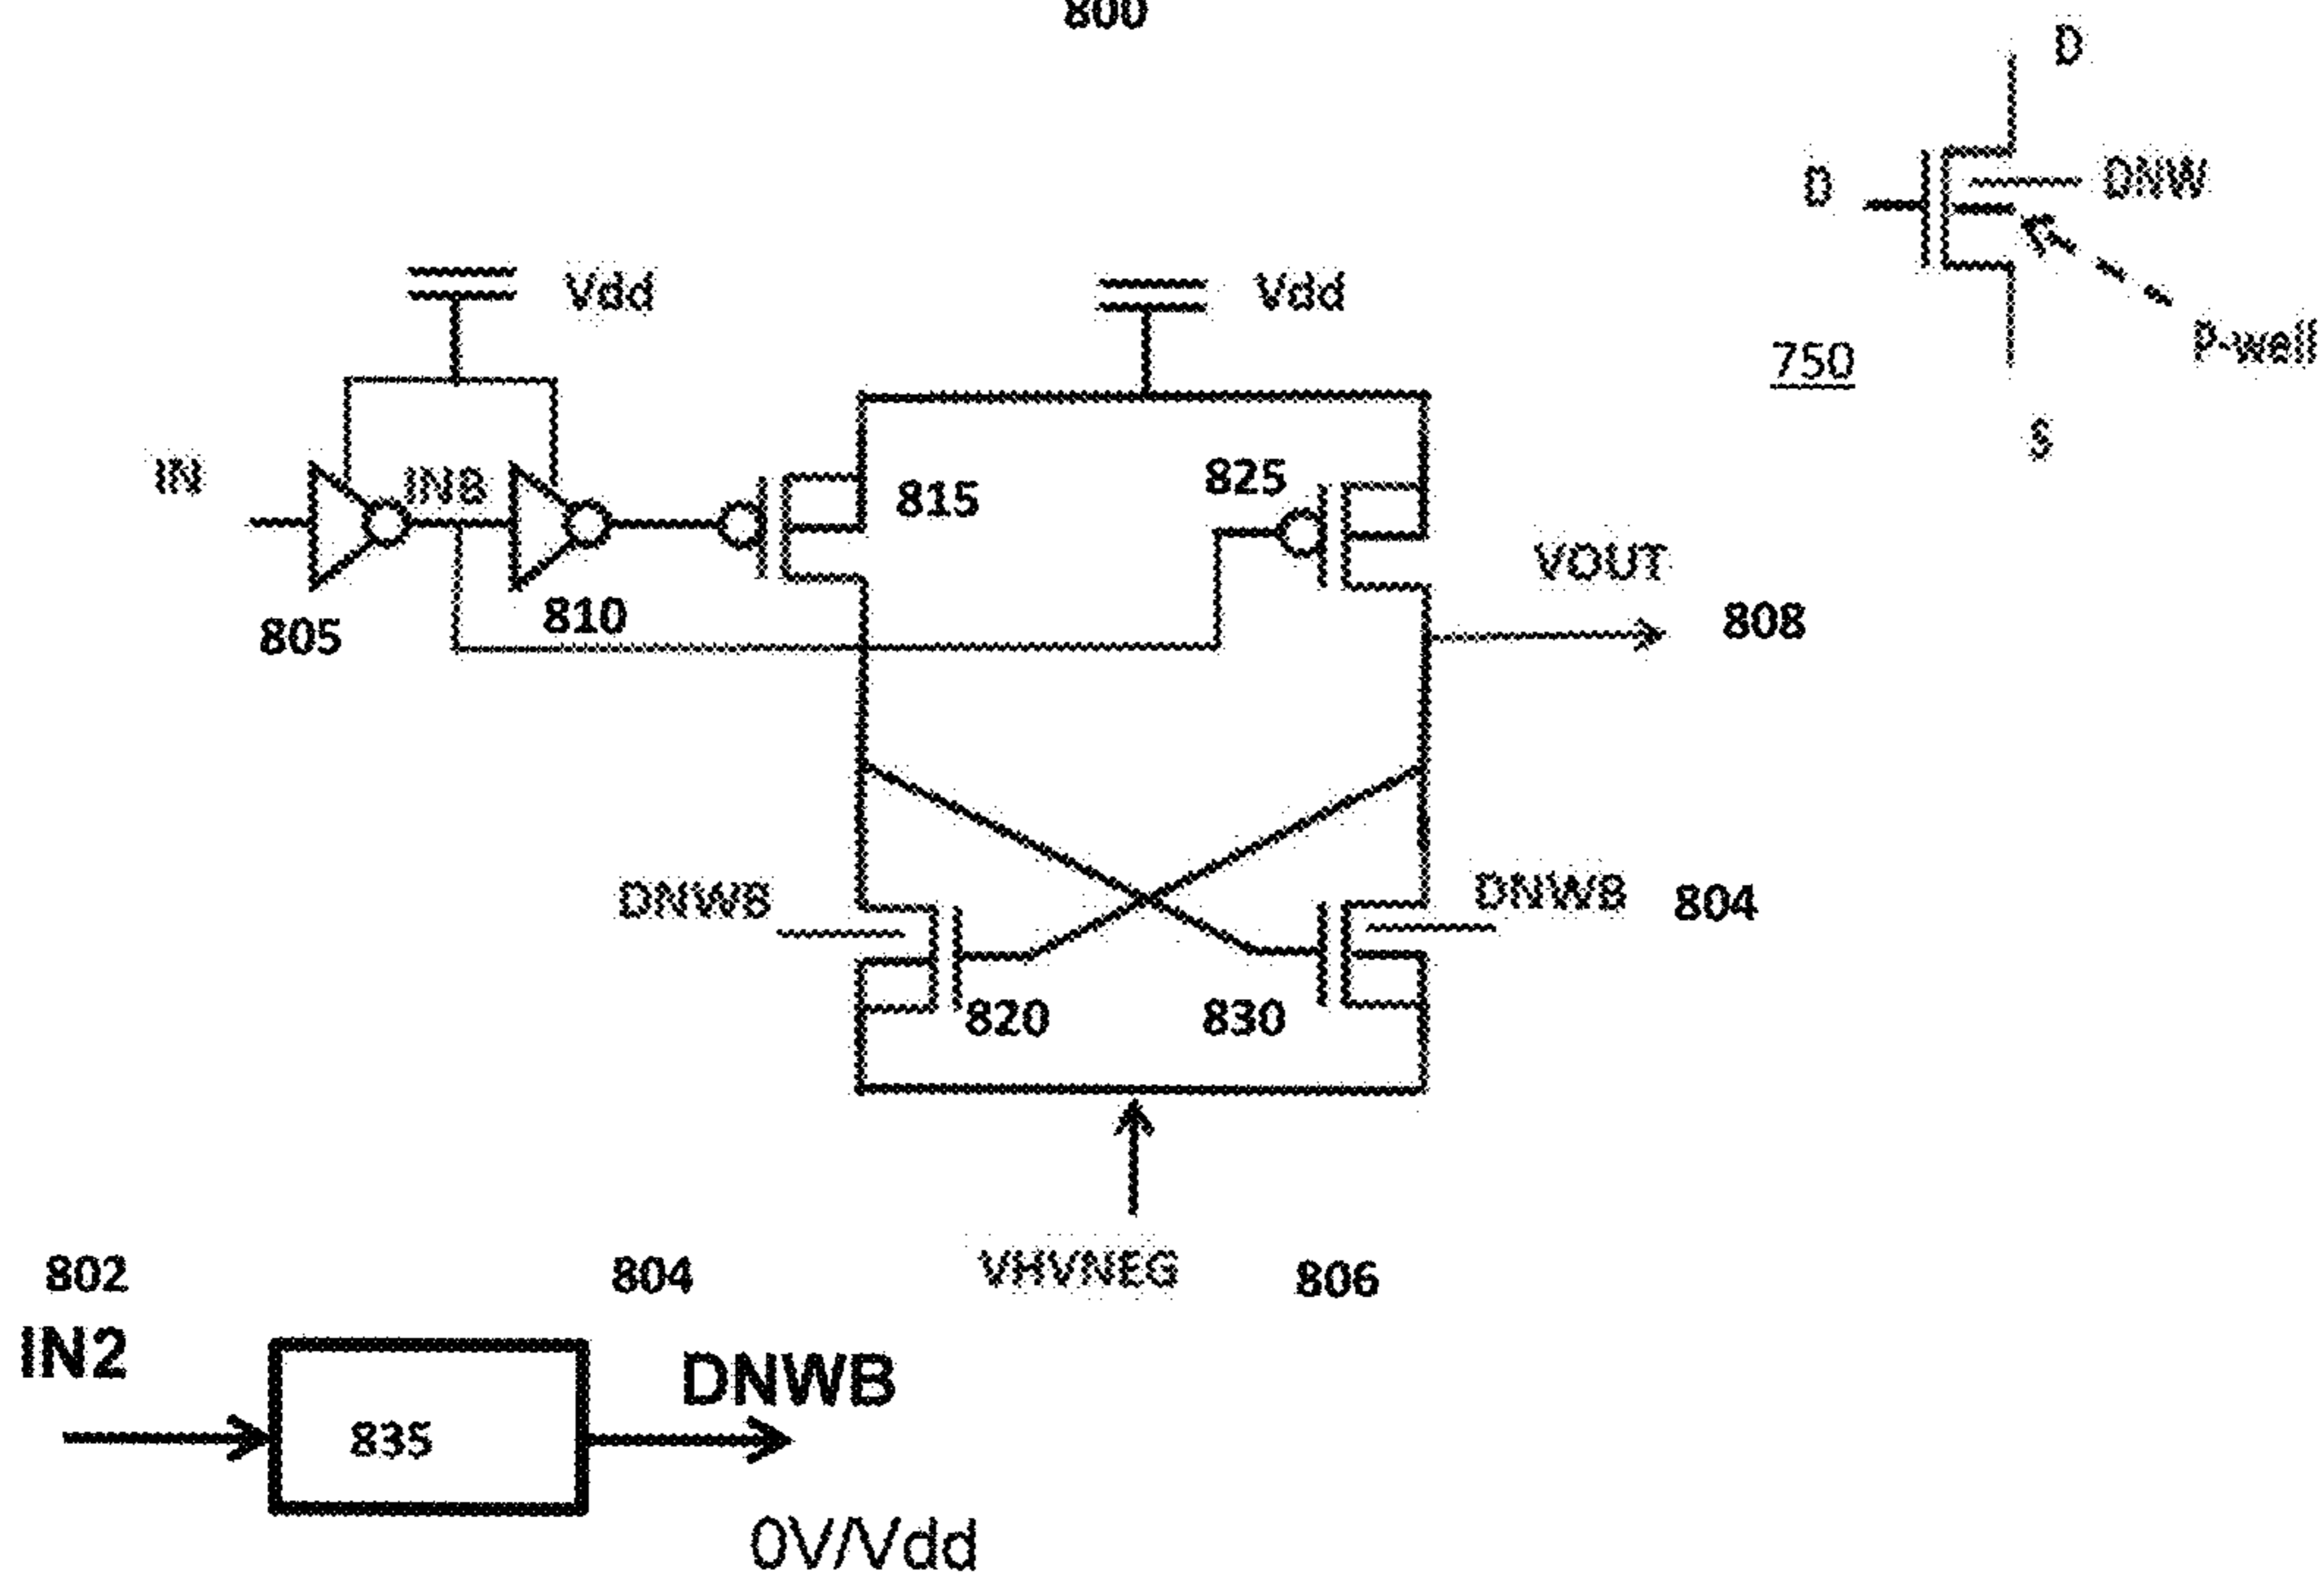 800
D
D
DNW
P-well
750
S
Vdd
Vdd
IN
INB
815
825
VOUT
808
805
810
DNWB
DNWB
804
820
830
VHVNEG
806
802
804
IN2
DNWB
835
0V/Vdd